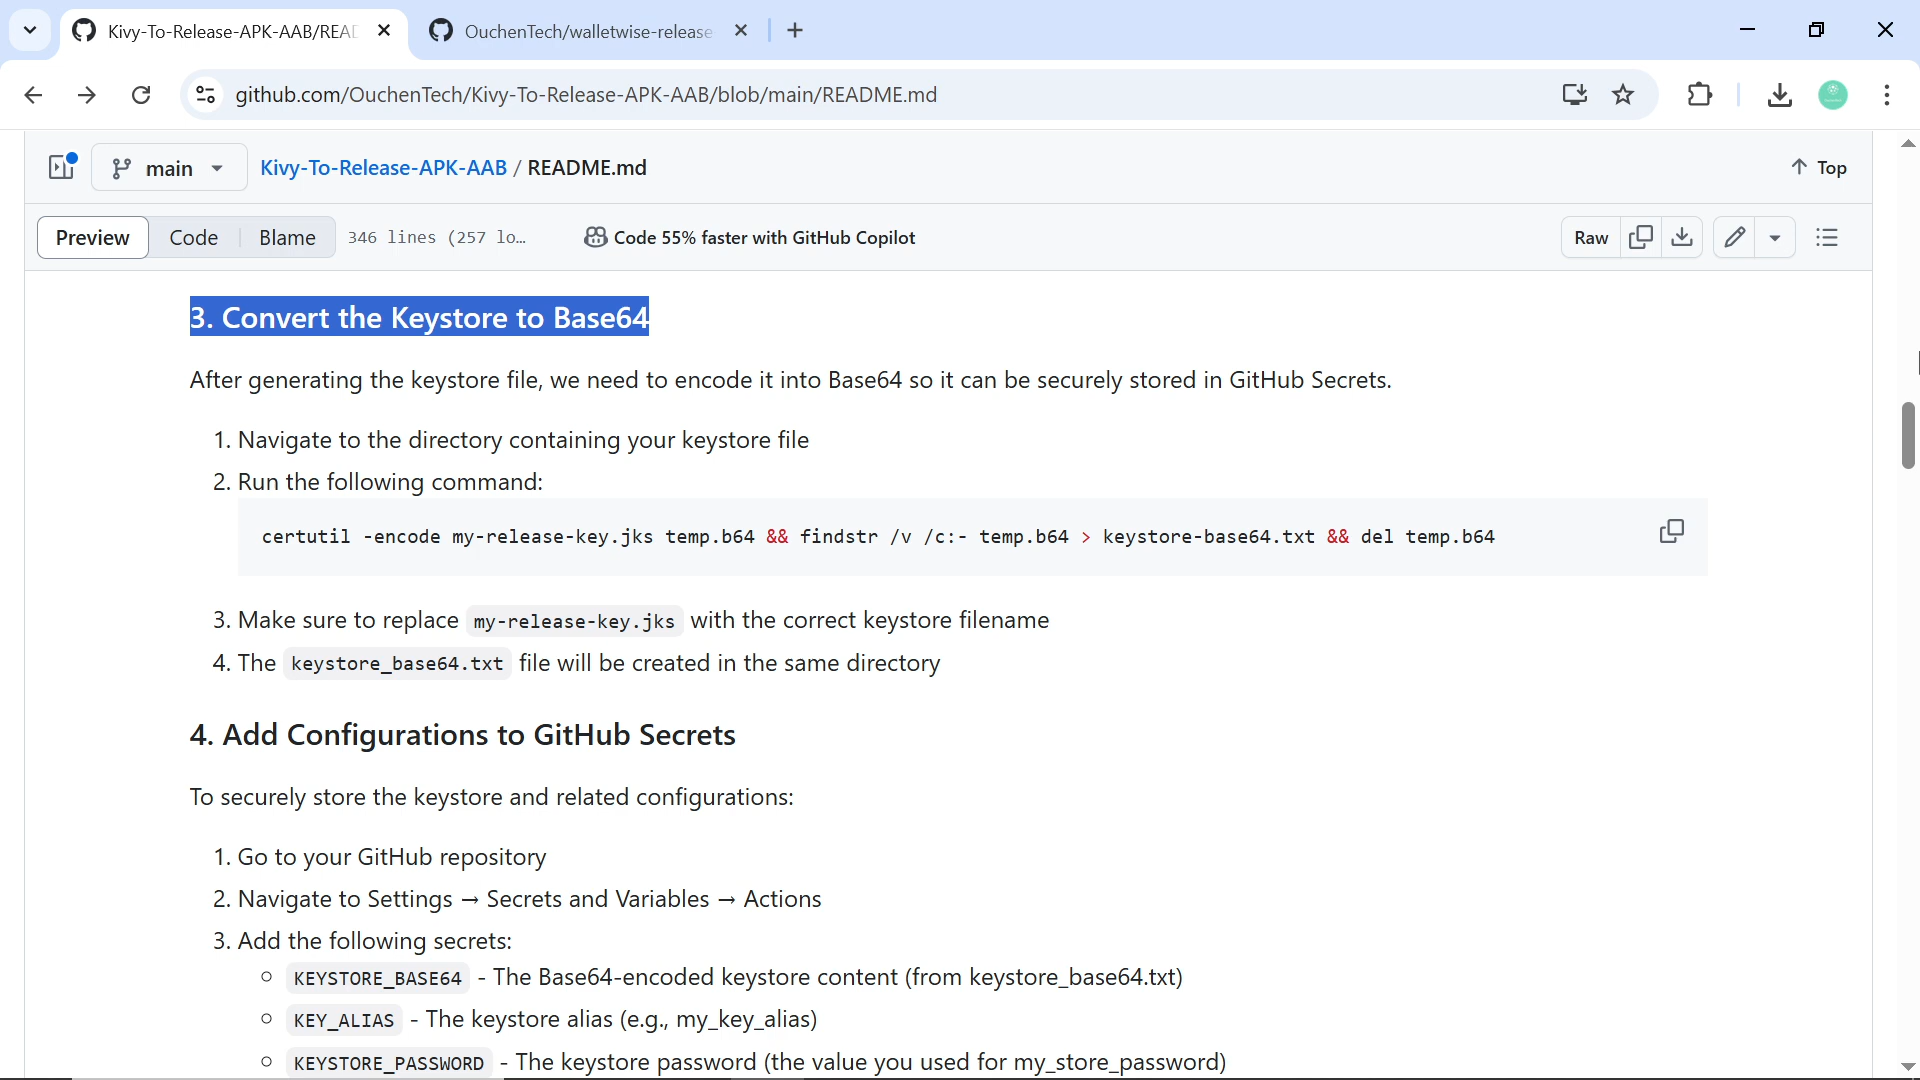 Kivy-To-Release-APK-AAB/REA
OuchenTech/walletwise-release
github.com/OuchenTech/Kivy-To-Release-APK-AAB/blob/main/README.md
main
Kivy-To-Release-APK-AAB / README.md
Top
Preview
Code
Blame
346 lines (257 lo...
Code 55% faster with GitHub Copilot
Raw
3. Convert the Keystore to Base64
After generating the keystore file, we need to encode it into Base64 so it can be securely stored in GitHub Secrets.
1. Navigate to the directory containing your keystore file
2. Run the following command:
certutil -encode my-release-key.jks temp.b64 && findstr /v /c:- temp.b64 > keystore-base64.txt && del temp.b64
3. Make sure to replace my-release-key.jks with the correct keystore filename
4. The keystore_base64.txt file will be created in the same directory
4. Add Configurations to GitHub Secrets
To securely store the keystore and related configurations:
1. Go to your GitHub repository
2. Navigate to Settings → Secrets and Variables → Actions
3. Add the following secrets:
KEYSTORE_BASE64 - The Base64-encoded keystore content (from keystore_base64.txt)
KEY_ALIAS - The keystore alias (e.g., my_key_alias)
KEYSTORE_PASSWORD - The keystore password (the value you used for my_store_password)